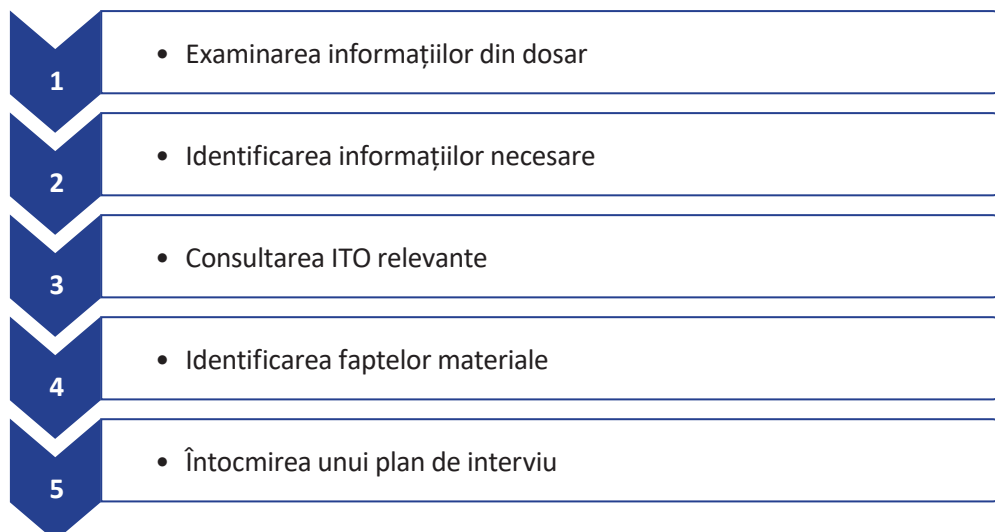 1
• Examinarea informațiilor din dosar
2
• Identificarea informațiilor necesare
3
• Consultarea ITO relevante
4
• Identificarea faptelor materiale
5
• Întocmirea unui plan de interviu